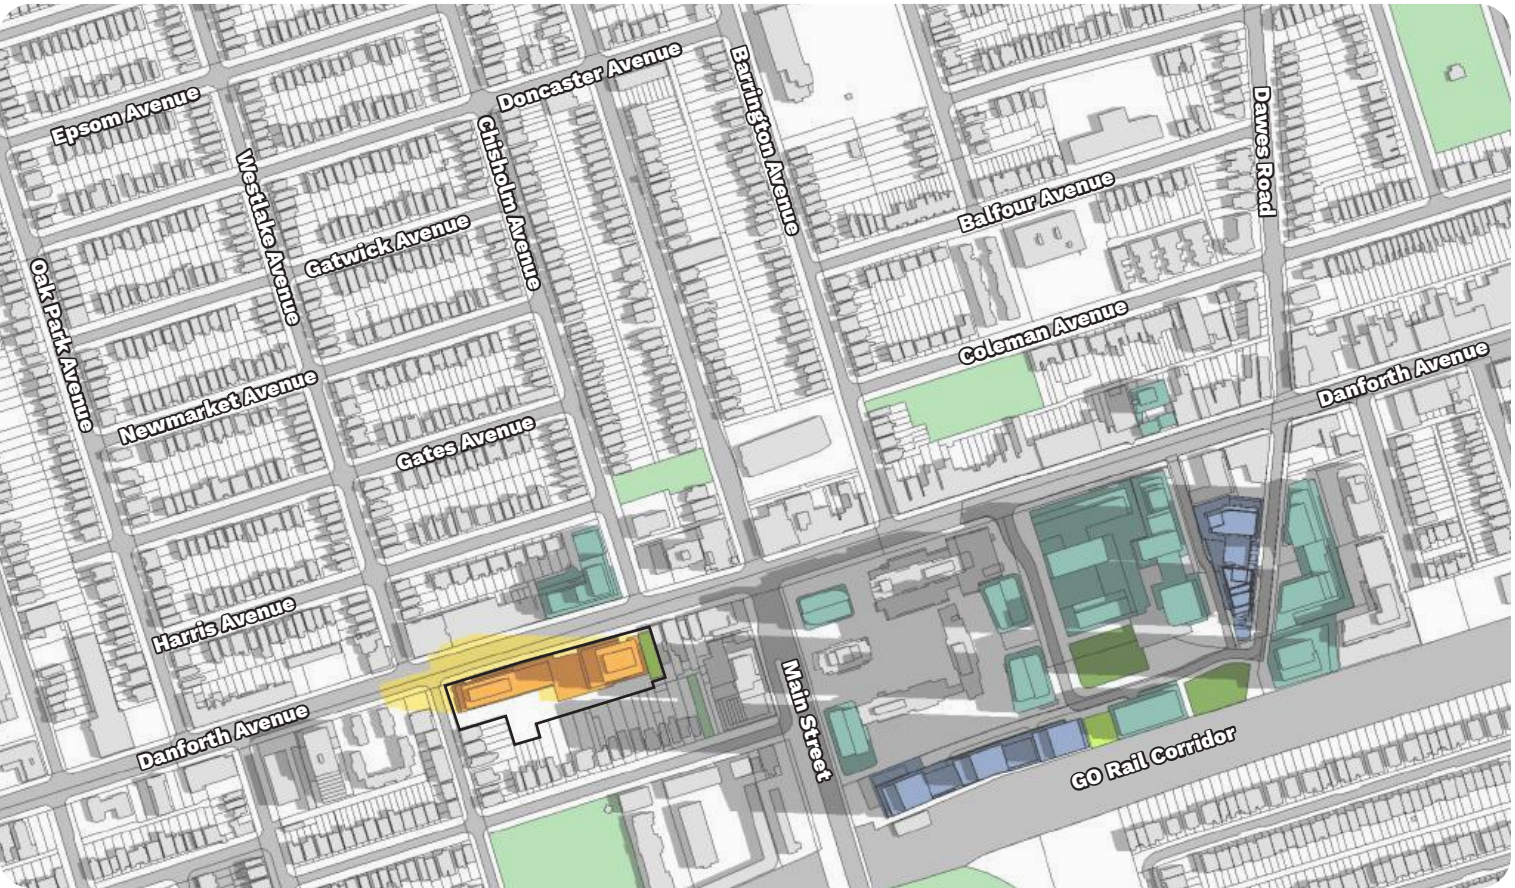 Epsom Avenue
Doncaster Avenue
Barrington Avenue
Dawes Road
Chisholm Avenue
Westlake Avenue
Balfour Avenue
Gatwick Avenue
Oak Park Avenue
Coleman Avenue
Danforth Avenue
Newmarket Avenue
Gates Avenue
Harris Avenue
Danforth Avenue
Main Street
GO Rail Corridor